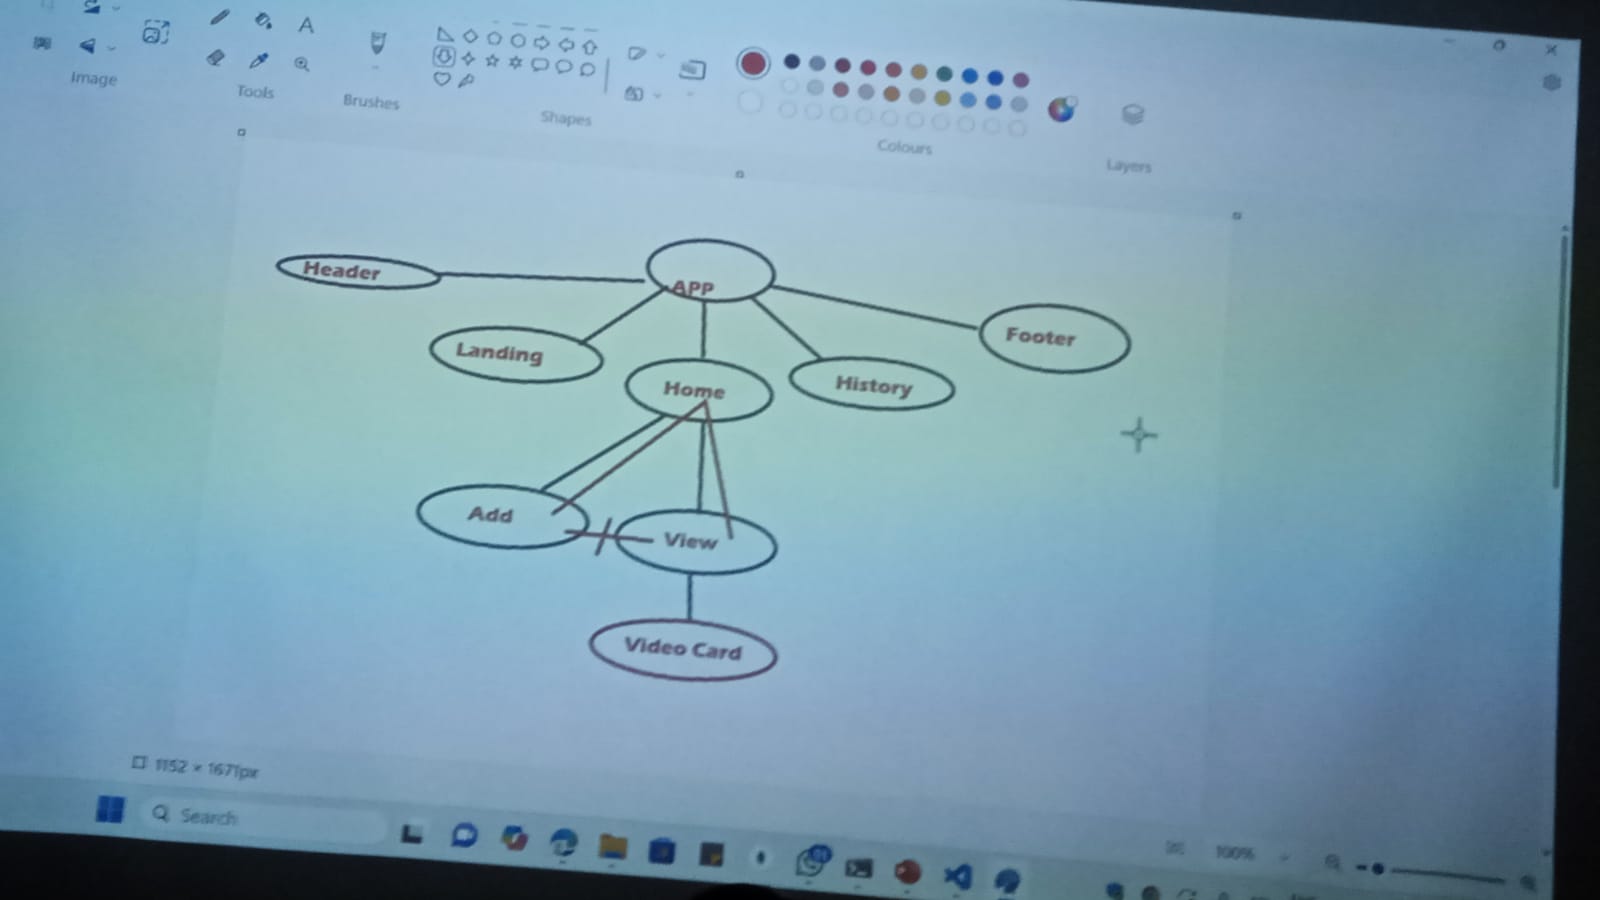 A
Image
Tools
Brushes
Shapes
Colours
Layers
Header
APP
Landing
Home
History
Footer
Add
View
Video Card
1152 × 1671px
Search
100%